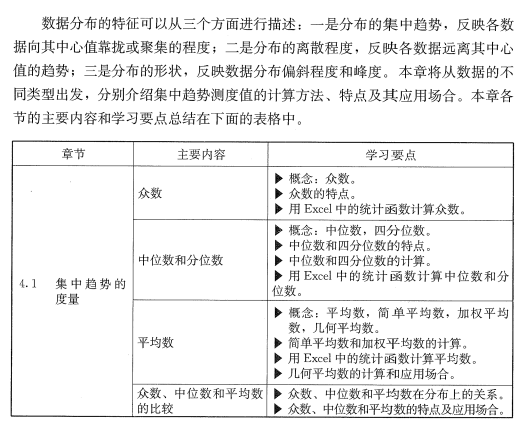 数据分布的特征可以从三个方面进行描述：一是分布的集中趋势，反映各数
据向其中心值靠拢或聚集的程度；二是分布的离散程度，反映各数据远离其中心
值的趋势；三是分布的形状，反映数据分布偏斜程度和峰度。本章将从数据的不
同类型出发，分别介绍集中趋势测度值的计算方法、特点及其应用场合。本章各
节的主要内容和学习要点总结在下面的表格中。
章节 主要内容 学习要点
4.1 集中趋势的
度量
众数
▶ 概念：众数。
▶ 众数的特点。
▶ 用 Excel 中的统计函数计算众数。
中位数和分位数
▶ 概念：中位数，四分位数。
▶ 中位数和四分位数的特点。
▶ 中位数和四分位数的计算。
▶ 用 Excel 中的统计函数计算中位数和分
位数。
平均数
▶ 概念：平均数，简单平均数，加权平均
数，几何平均数。
▶ 简单平均数和加权平均数的计算。
▶ 用 Excel 中的统计函数计算平均数。
▶ 几何平均数的计算和应用场合。
众数、中位数和平均数
的比较
▶ 众数、中位数和平均数在分布上的关系。
▶ 众数、中位数和平均数的特点及应用场合。